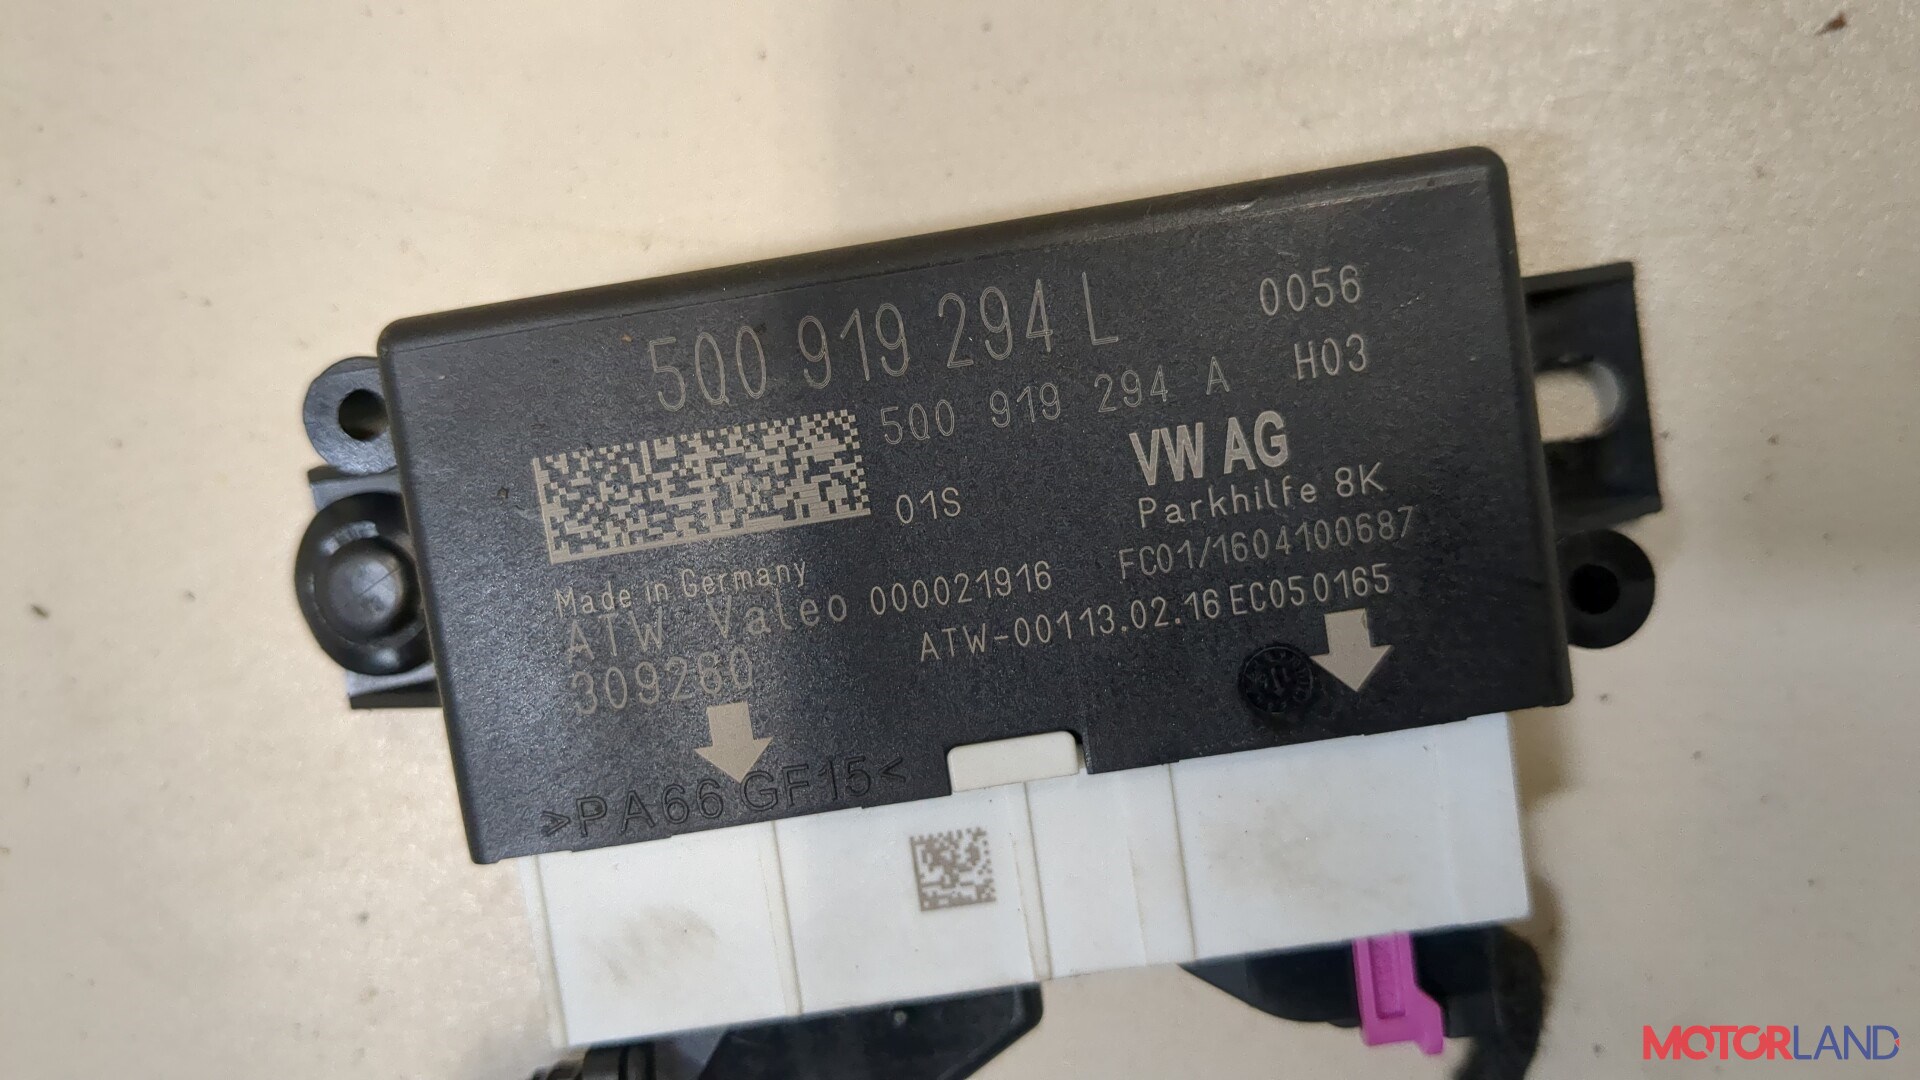 5Q0 919 294 L
0056
5Q0 919 294 A
H03
VW AG
01S
Parkhilfe 8K
Made in Germany
000021916
FC01/1604100687
ATW Valeo
ATW-00113.02.16 EC050165
309260
>PA66 GF15<
MOTORLAND